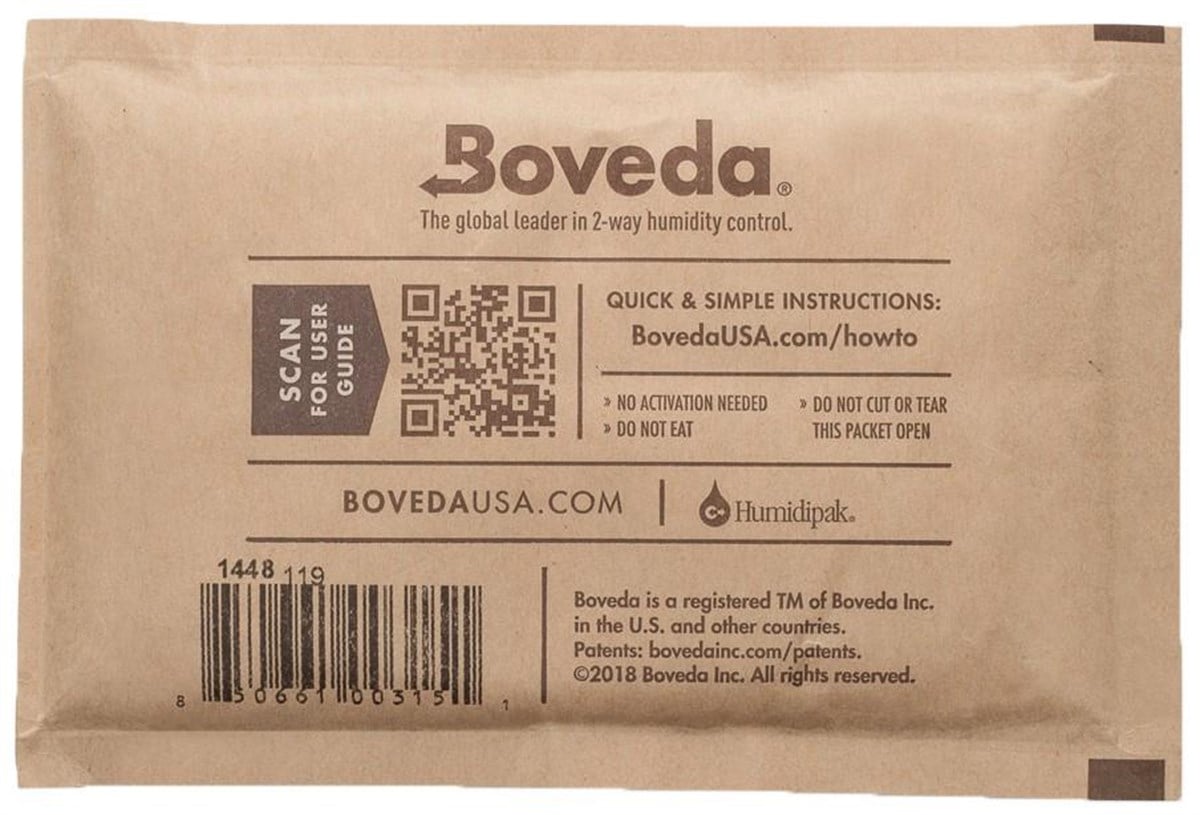 Boveda®
The global leader in 2-way humidity control.
SCAN
FOR USER
GUIDE
QUICK & SIMPLE INSTRUCTIONS:
BovedaUSA.com/howto
» NO ACTIVATION NEEDED
» DO NOT EAT
» DO NOT CUT OR TEAR
THIS PACKET OPEN
BOVEDAUSA.COM
Humidipak®
1448 119
8 50661 00315 1
Boveda is a registered TM of Boveda Inc.
in the U.S. and other countries.
Patents: bovedainc.com/patents.
©2018 Boveda Inc. All rights reserved.